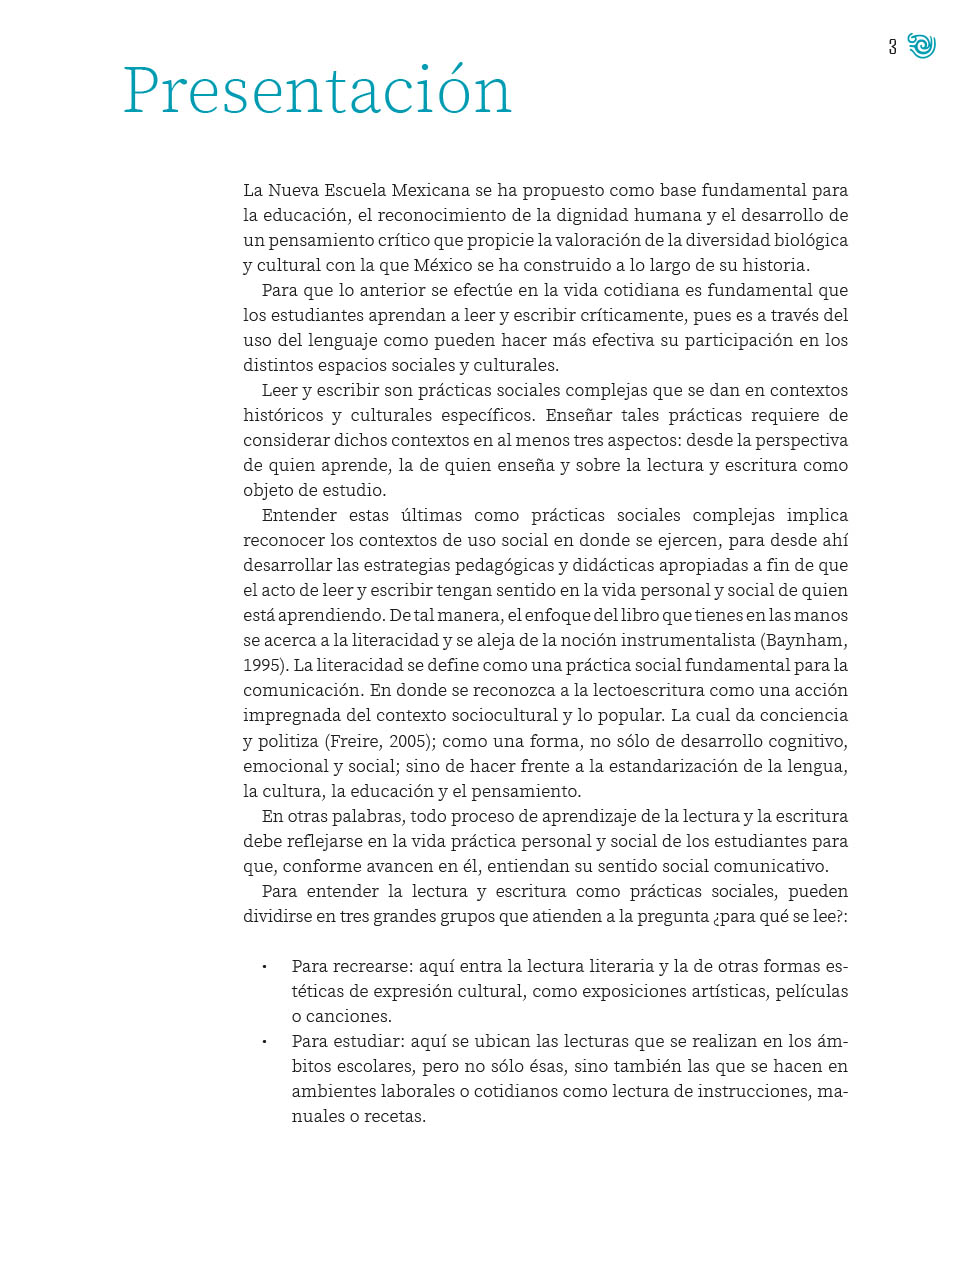 3
Presentación
La Nueva Escuela Mexicana se ha propuesto como base fundamental para
la educación, el reconocimiento de la dignidad humana y el desarrollo de
un pensamiento crítico que propicie la valoración de la diversidad biológica
y cultural con la que México se ha construido a lo largo de su historia.
Para que lo anterior se efectúe en la vida cotidiana es fundamental que
los estudiantes aprendan a leer y escribir críticamente, pues es a través del
uso del lenguaje como pueden hacer más efectiva su participación en los
distintos espacios sociales y culturales.
Leer y escribir son prácticas sociales complejas que se dan en contextos
históricos y culturales específicos. Enseñar tales prácticas requiere de
considerar dichos contextos en al menos tres aspectos: desde la perspectiva
de quien aprende, la de quien enseña y sobre la lectura y escritura como
objeto de estudio.
Entender estas últimas como prácticas sociales complejas implica
reconocer los contextos de uso social en donde se ejercen, para desde ahí
desarrollar las estrategias pedagógicas y didácticas apropiadas a fin de que
el acto de leer y escribir tengan sentido en la vida personal y social de quien
está aprendiendo. De tal manera, el enfoque del libro que tienes en las manos
se acerca a la literacidad y se aleja de la noción instrumentalista (Baynham,
1995). La literacidad se define como una práctica social fundamental para la
comunicación. En donde se reconozca a la lectoescritura como una acción
impregnada del contexto sociocultural y lo popular. La cual da conciencia
y politiza (Freire, 2005); como una forma, no sólo de desarrollo cognitivo,
emocional y social; sino de hacer frente a la estandarización de la lengua,
la cultura, la educación y el pensamiento.
En otras palabras, todo proceso de aprendizaje de la lectura y la escritura
debe reflejarse en la vida práctica personal y social de los estudiantes para
que, conforme avancen en él, entiendan su sentido social comunicativo.
Para entender la lectura y escritura como prácticas sociales, pueden
dividirse en tres grandes grupos que atienden a la pregunta ¿para qué se lee?:
• Para recrearse: aquí entra la lectura literaria y la de otras formas es-
téticas de expresión cultural, como exposiciones artísticas, películas
o canciones.
• Para estudiar: aquí se ubican las lecturas que se realizan en los ám-
bitos escolares, pero no sólo ésas, sino también las que se hacen en
ambientes laborales o cotidianos como lectura de instrucciones, ma-
nuales o recetas.